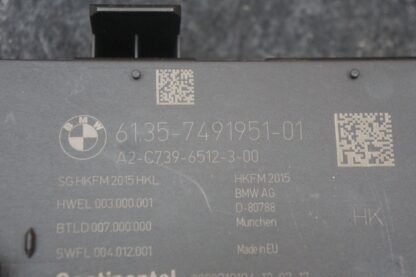 BMW
6135-7491951-01
A2-C739-6512-3-00
SG HKFM 2015 HKL
HWEL 003.000.001
BTLD 007.000.000
SWFL 004.012.001
HKFM 2015
BMW AG
D-80788
Munchen
Made in EU
HK
Continental